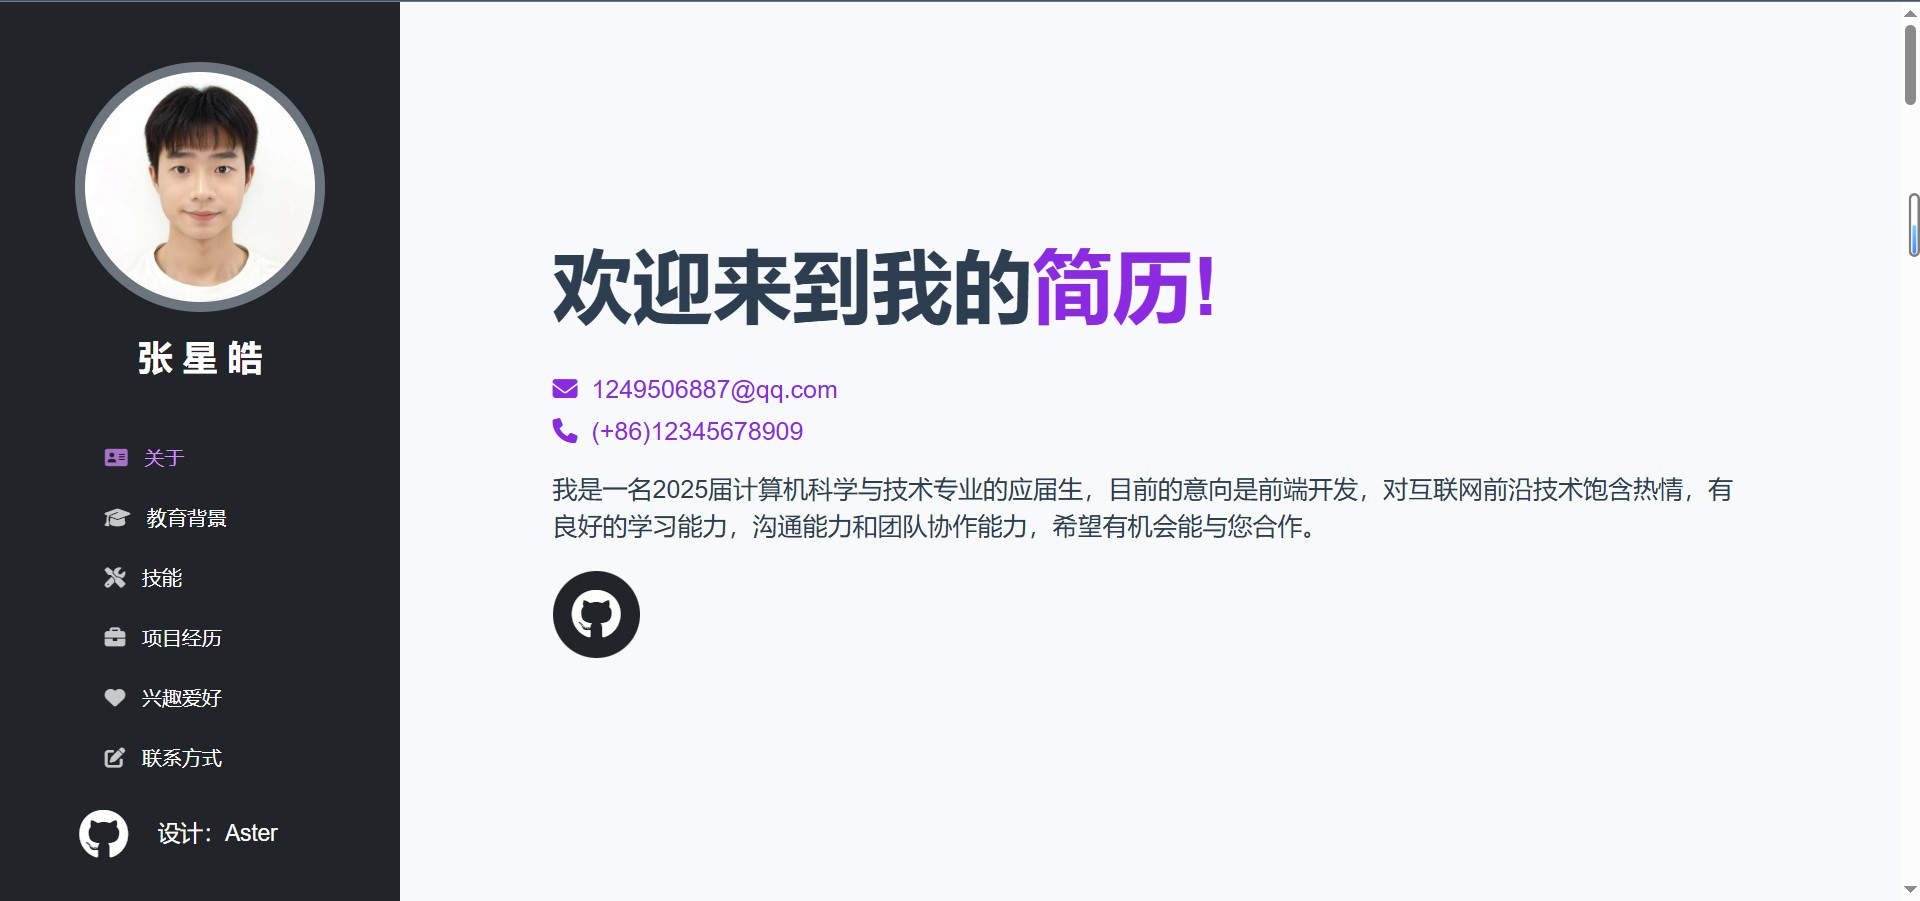 张星皓
关于
教育背景
技能
项目经历
兴趣爱好
联系方式
设计：Aster
欢迎来到我的简历!
1249506887@qq.com
(+86)12345678909
我是一名2025届计算机科学与技术专业的应届生，目前的意向是前端开发，对互联网前沿技术饱含热情，有
良好的学习能力，沟通能力和团队协作能力，希望有机会能与您合作。